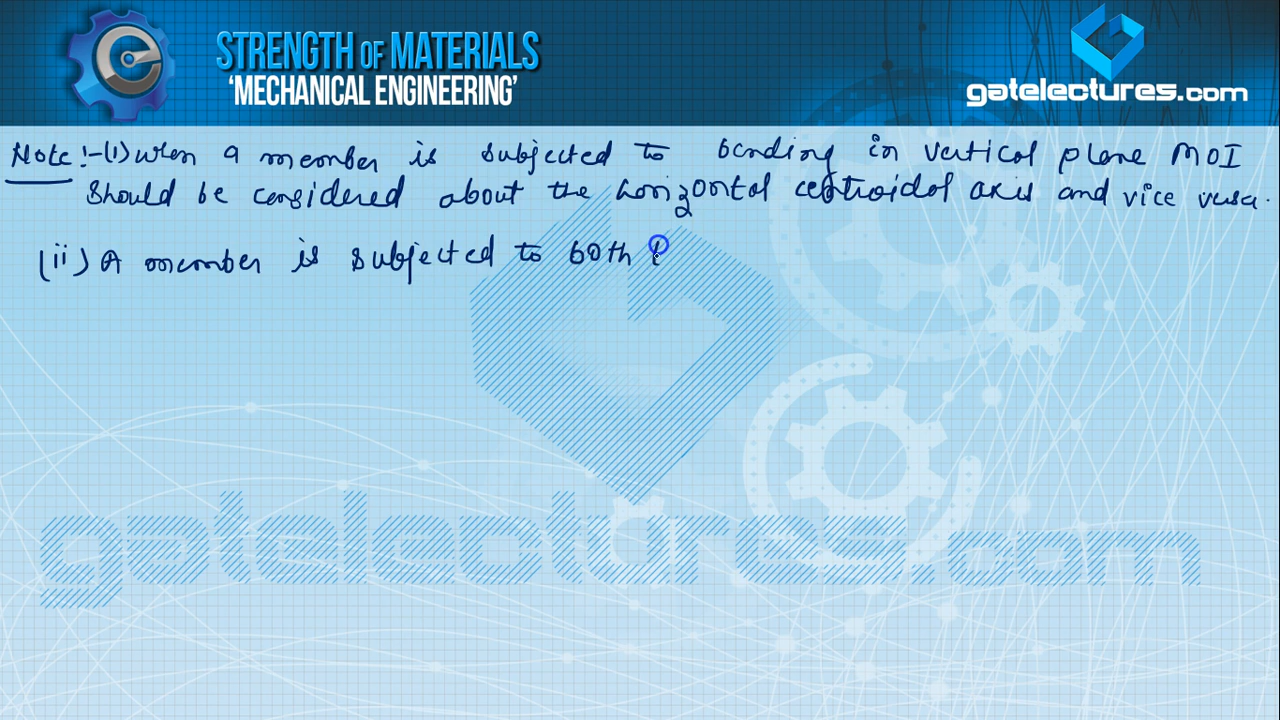 STRENGTH OF MATERIALS
'MECHANICAL ENGINEERING'
gatelectures.com
Note :- (i) when a member is subjected to bending in vertical plane MOI
should be considered about the horizontal centroidal axis and vice versa.
(ii) A member is subjected to both
gatelectures.com